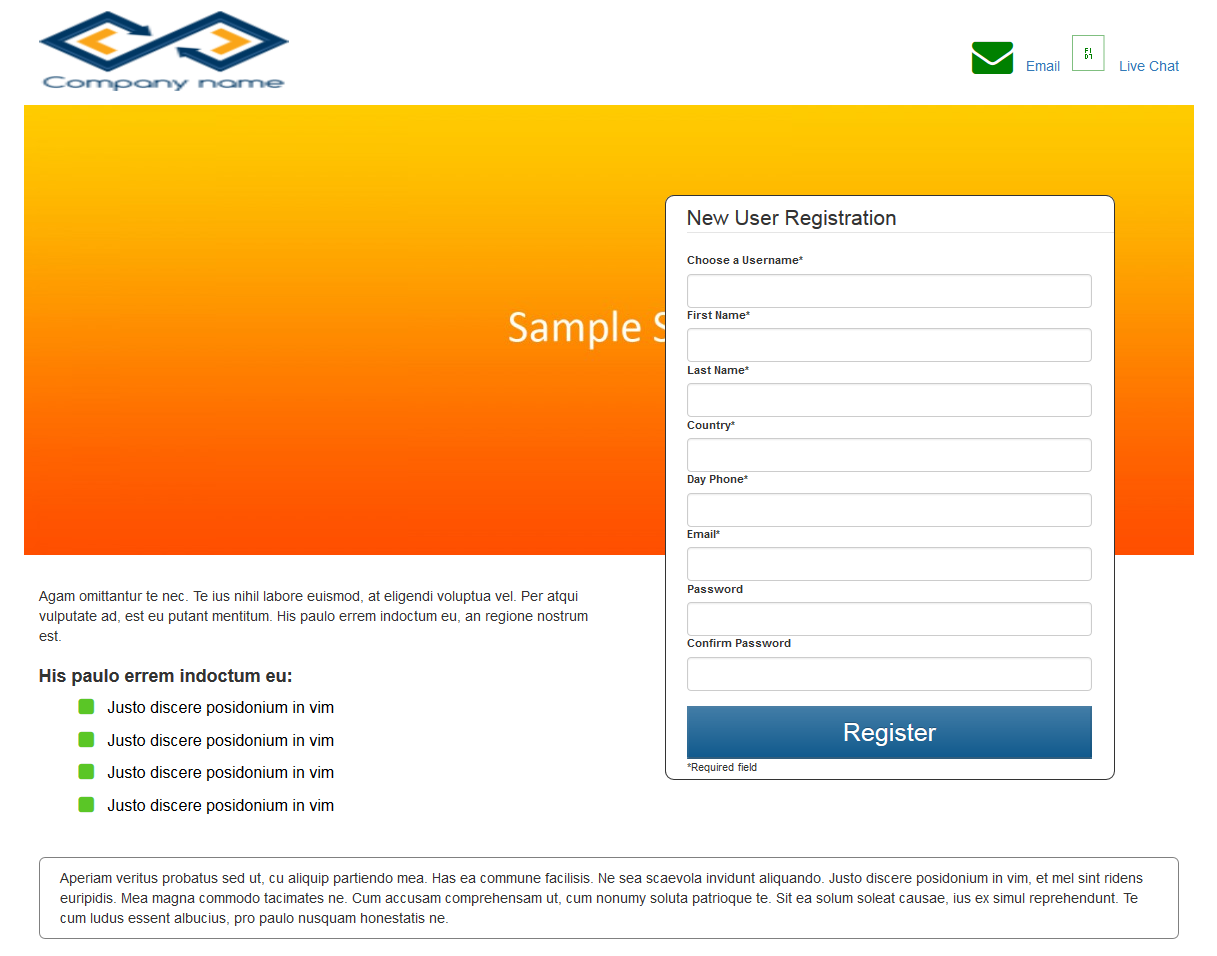 Company name
Email
Live Chat
Sample S
New User Registration
Choose a Username*
First Name*
Last Name*
Country*
Day Phone*
Email*
Password
Confirm Password
Register
*Required field
Agam omittantur te nec. Te ius nihil labore euismod, at eligendi voluptua vel. Per atqui
vulputate ad, est eu putant mentitum. His paulo errem indoctum eu, an regione nostrum
est.
His paulo errem indoctum eu:
Justo discere posidonium in vim
Justo discere posidonium in vim
Justo discere posidonium in vim
Justo discere posidonium in vim
Aperiam veritus probatus sed ut, cu aliquip partiendo mea. Has ea commune facilisis. Ne sea scaevola invidunt aliquando. Justo discere posidonium in vim, et mel sint ridens
euripidis. Mea magna commodo tacimates ne. Cum accusam comprehensam ut, cum nonumy soluta patrioque te. Sit ea solum soleat causae, ius ex simul reprehendunt. Te
cum ludus essent albucius, pro paulo nusquam honestatis ne.